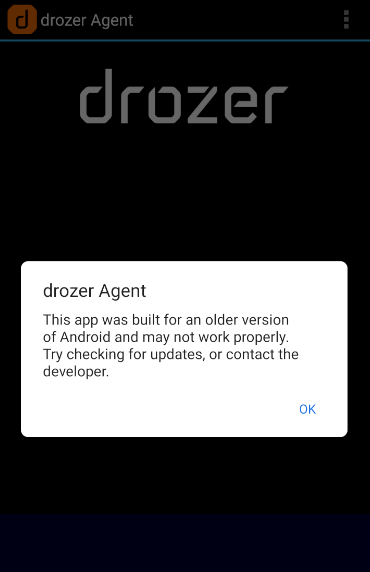 drozer Agent
drozer
drozer Agent
This app was built for an older version
of Android and may not work properly.
Try checking for updates, or contact the
developer.
OK